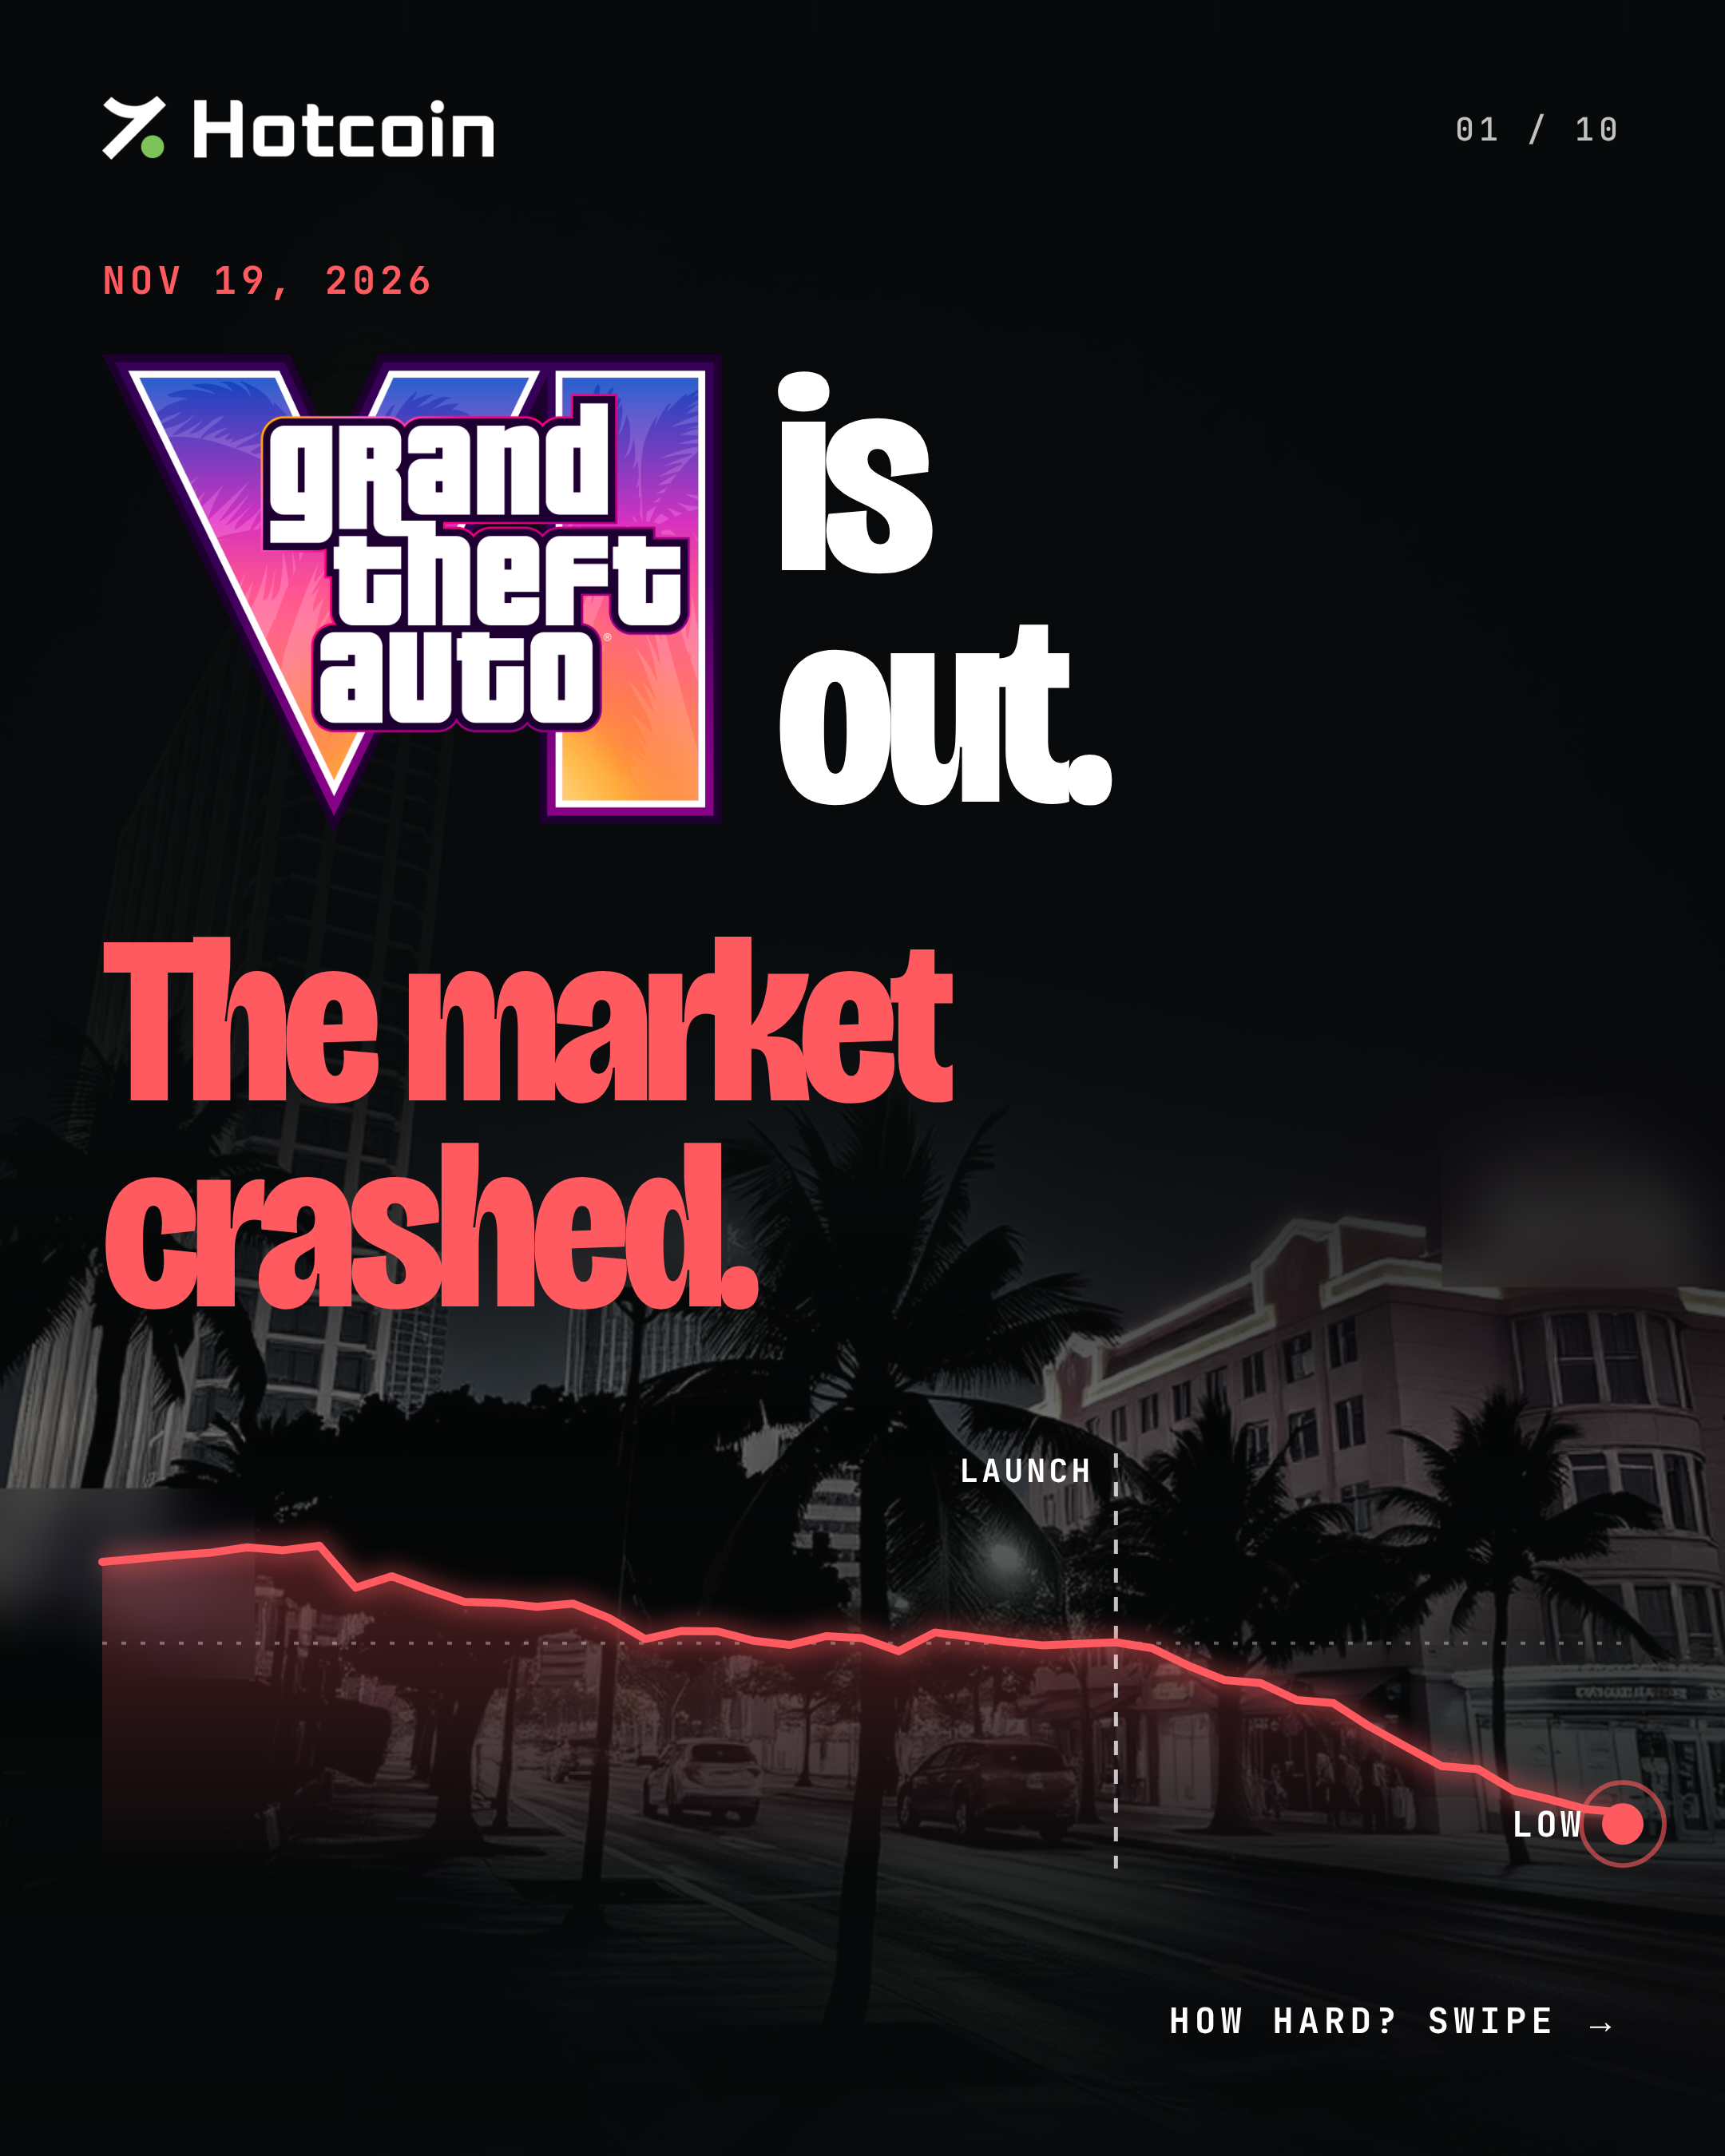 Hotcoin
01 / 10
NOV 19, 2026
VI
grand
theft
auto®
is
out.
The market
crashed.
LAUNCH
LOW
HOW HARD? SWIPE →